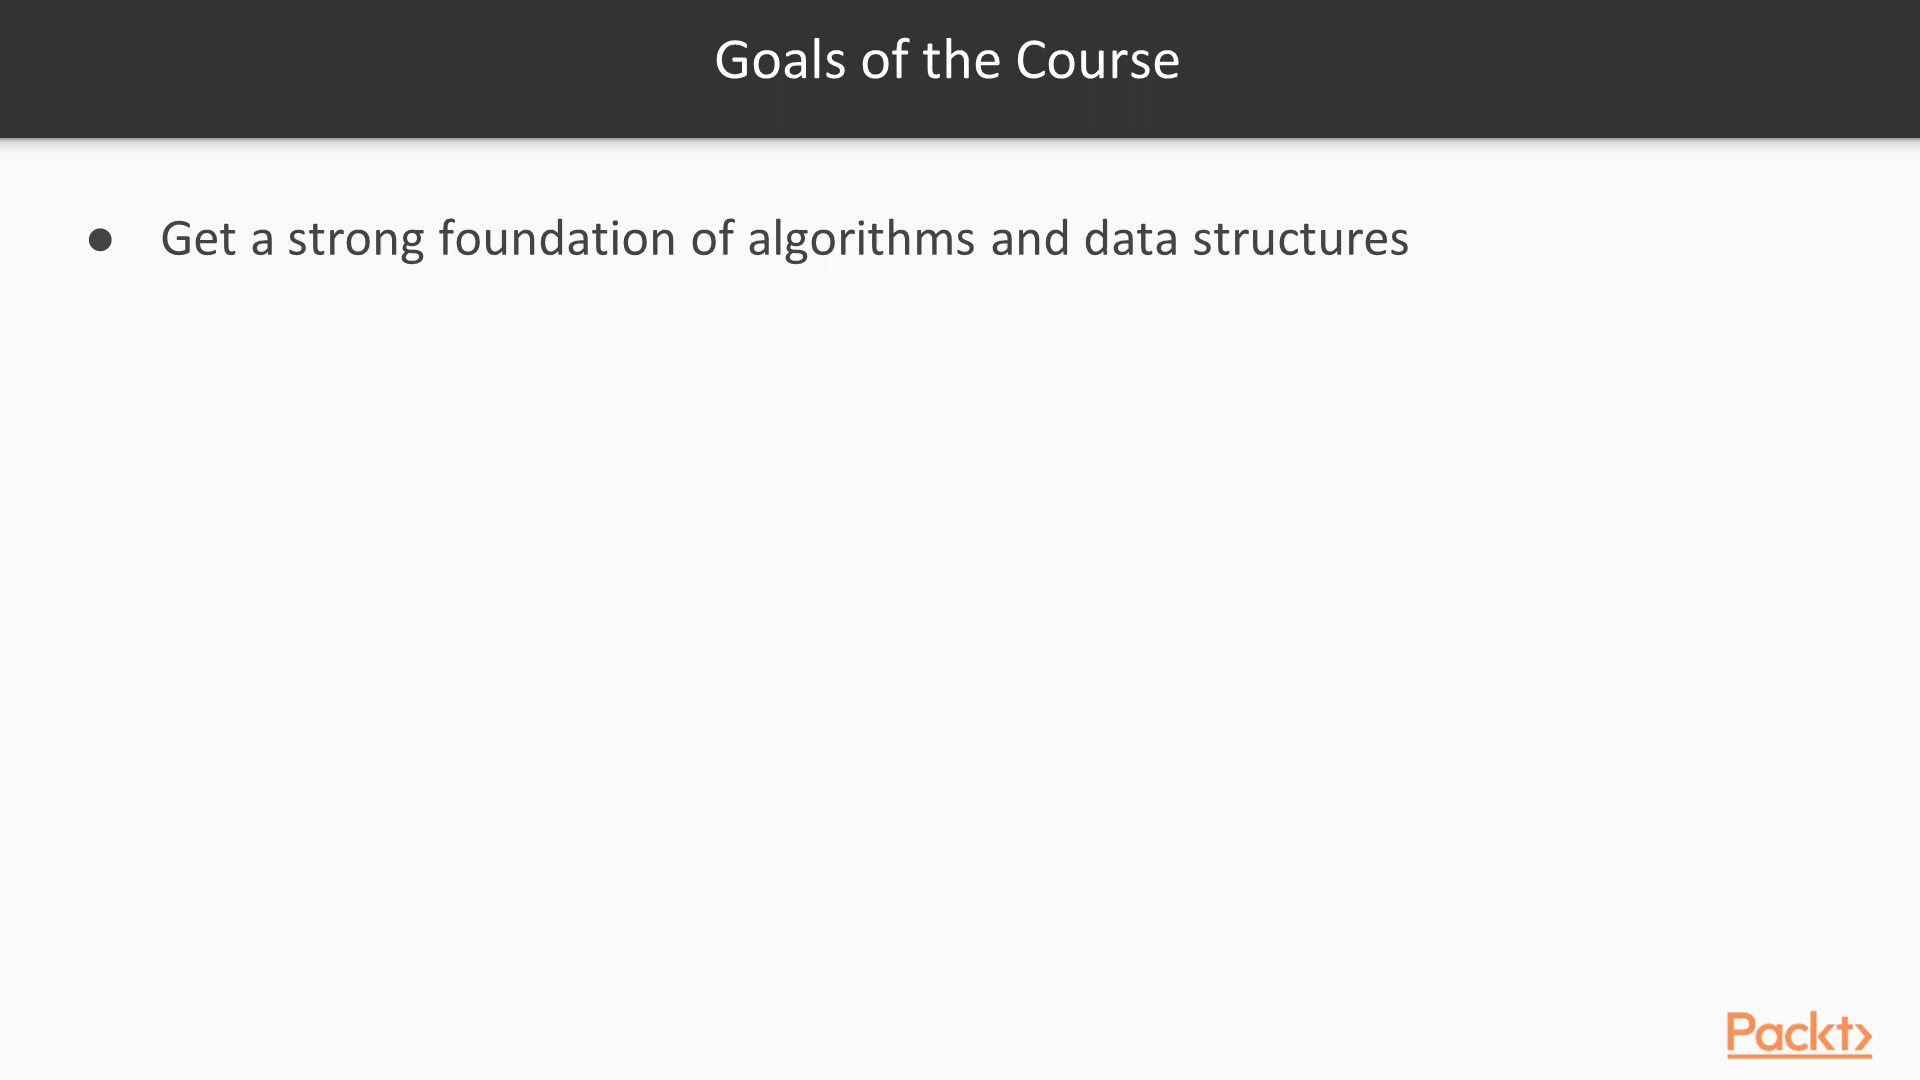 Goals of the Course
● Get a strong foundation of algorithms and data structures
Packt>